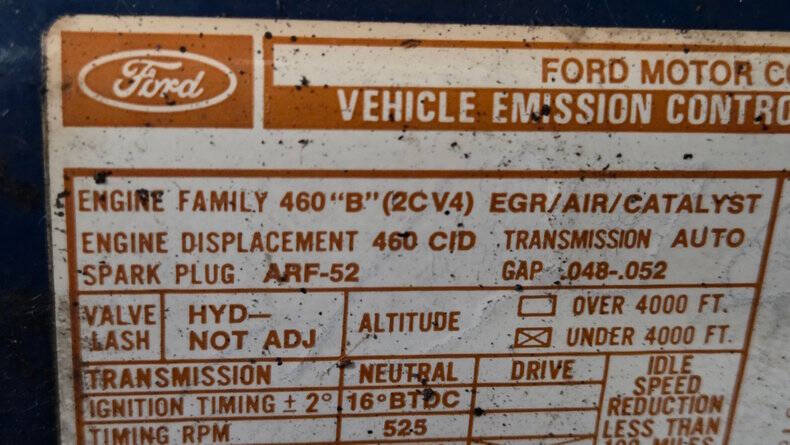 Ford
FORD MOTOR CO
VEHICLE EMISSION CONTRO
ENGINE FAMILY 460 "B" (2CV4) EGR/AIR/CATALYST
ENGINE DISPLACEMENT 460 CID TRANSMISSION AUTO
SPARK PLUG ARF-52 GAP .048-.052
VALVE LASH HYD– NOT ADJ ALTITUDE
OVER 4000 FT.
UNDER 4000 FT.
TRANSMISSION NEUTRAL DRIVE IDLE
SPEED
IGNITION TIMING ± 2° 16°BTDC REDUCTION
TIMING RPM 525 LESS THAN